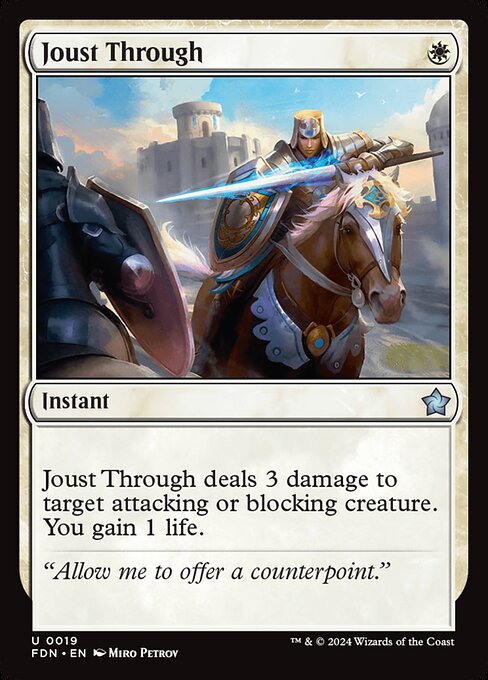 Joust Through
Instant
Joust Through deals 3 damage to
target attacking or blocking creature.
You gain 1 life.
“Allow me to offer a counterpoint.”
U 0019
FDN • EN Miro Petrov
™ & © 2024 Wizards of the Coast